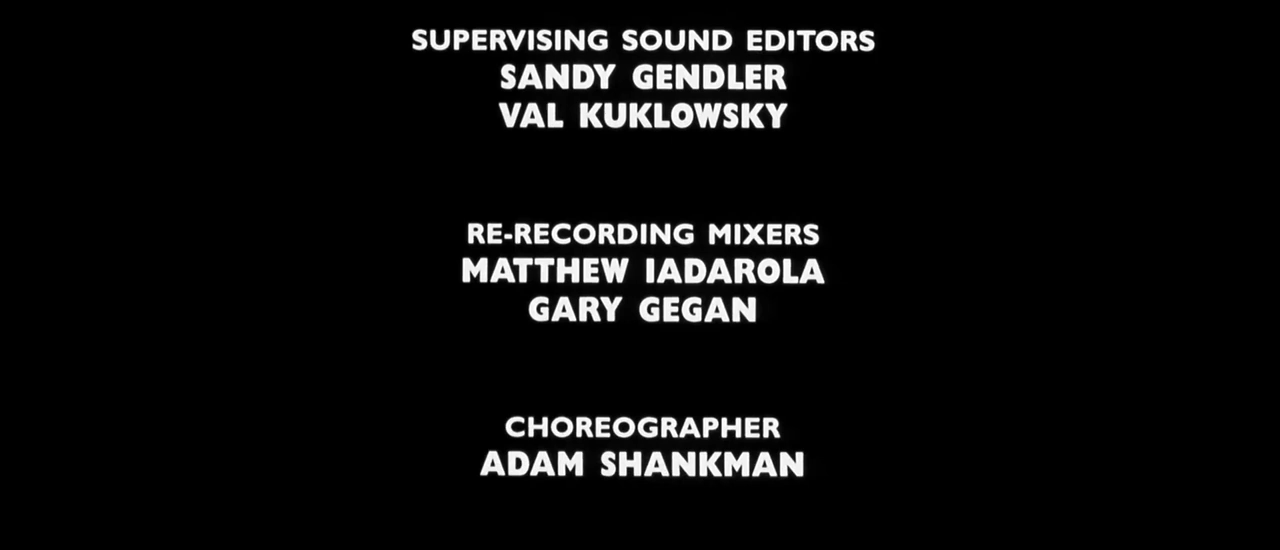 SUPERVISING SOUND EDITORS
SANDY GENDLER
VAL KUKLOWSKY
RE-RECORDING MIXERS
MATTHEW IADAROLA
GARY GEGAN
CHOREOGRAPHER
ADAM SHANKMAN